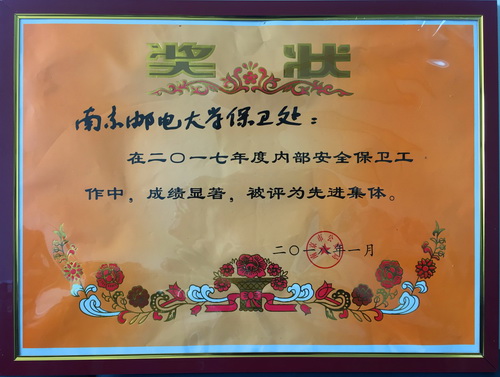 奖 状
南京邮电大学保卫处：
在二〇一七年度内部安全保卫工
作中，成绩显著，被评为先进集体。
二〇一八年一月